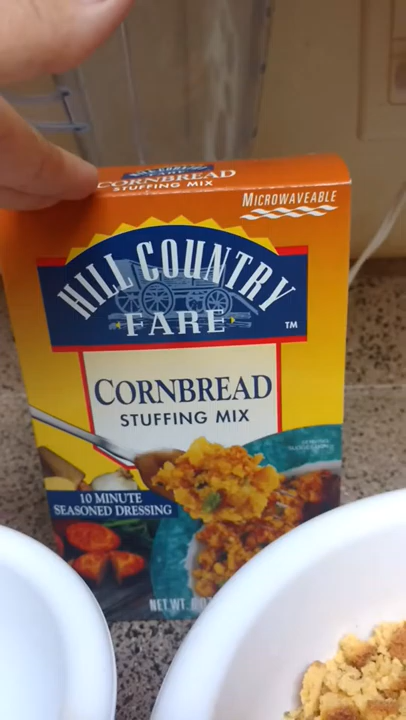 CORNBREAD
STUFFING MIX
MICROWAVEABLE
HILL COUNTRY
FARE
TM
CORNBREAD
STUFFING MIX
10 MINUTE
SEASONED DRESSING
NET WT.